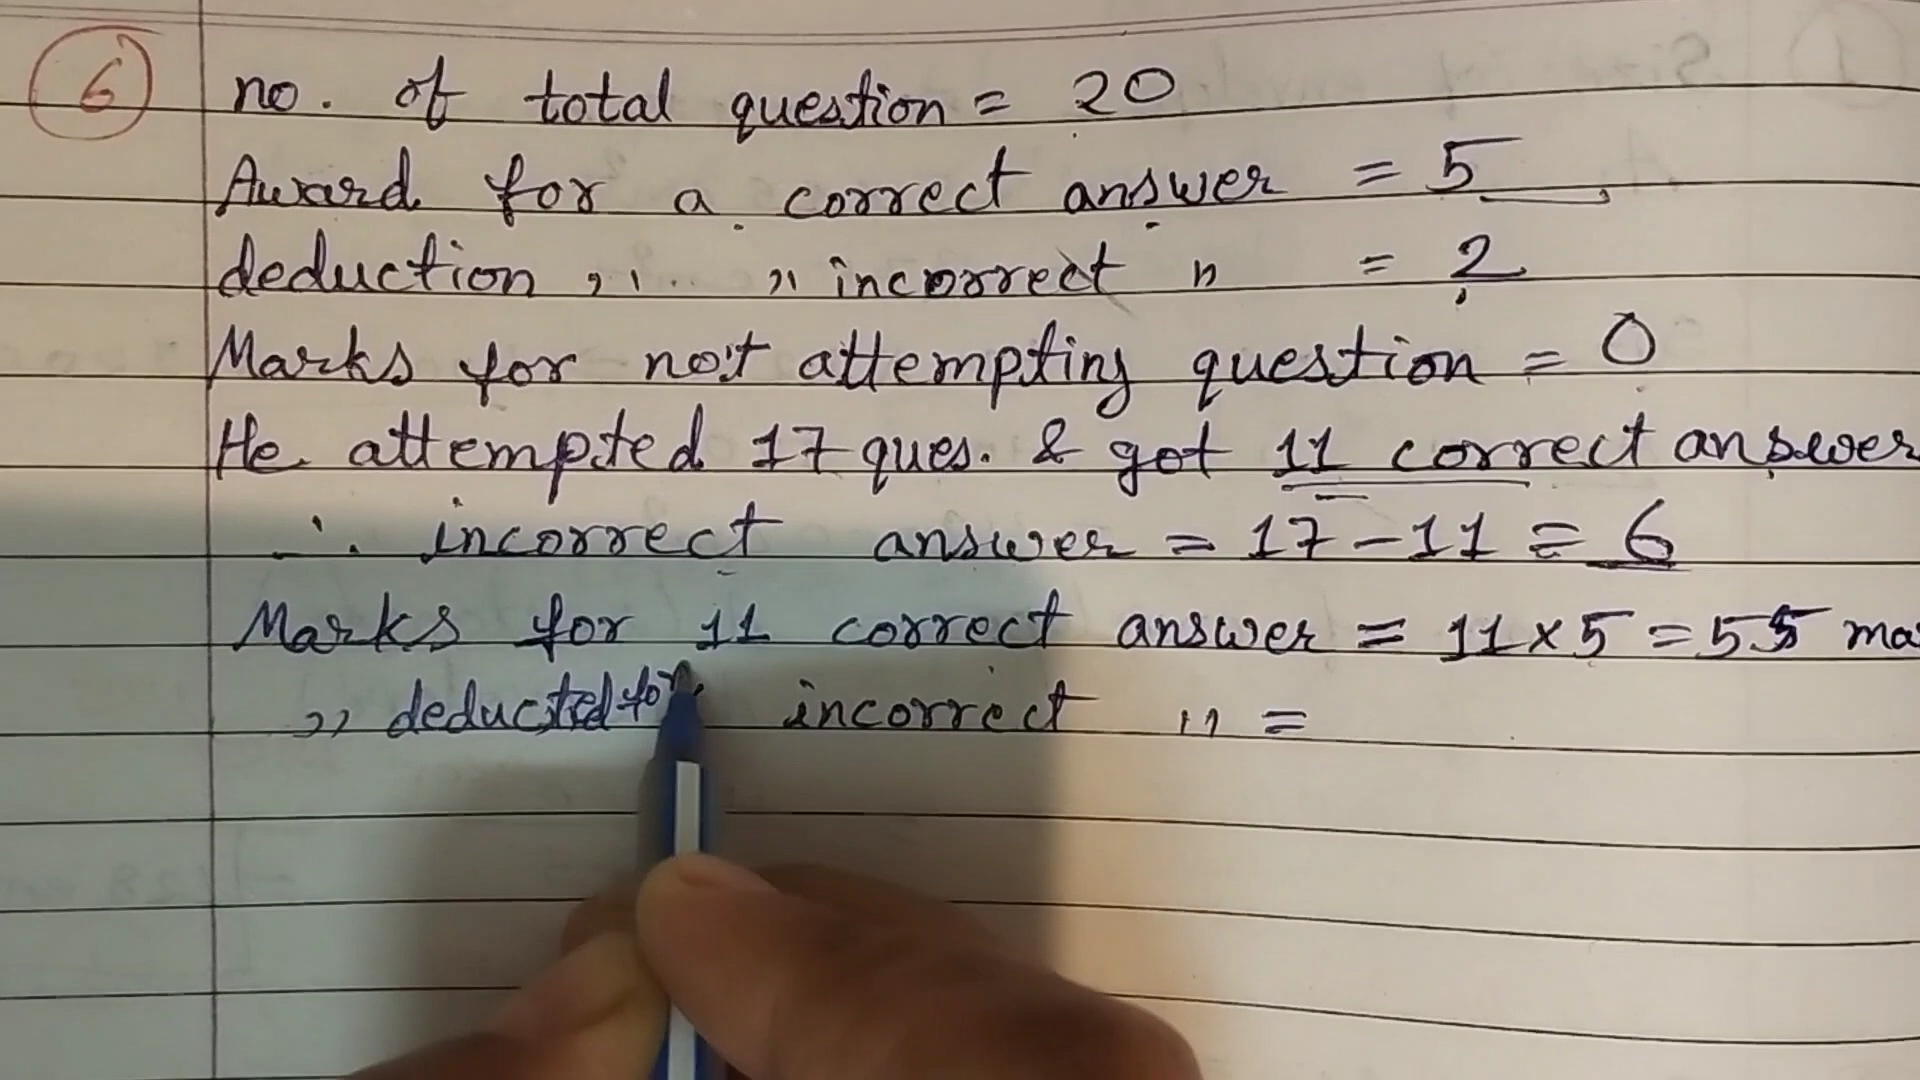 6 no. of total question = 20
Award for a correct answer = 5
deduction ,, ,, incorrect ,, = 2
Marks for not attempting question = 0
He attempted 17 ques. & got 11 correct answer
∴ incorrect answer = 17 - 11 = 6
Marks for 11 correct answer = 11 x 5 = 55 ma
,, deducted for incorrect ,, =